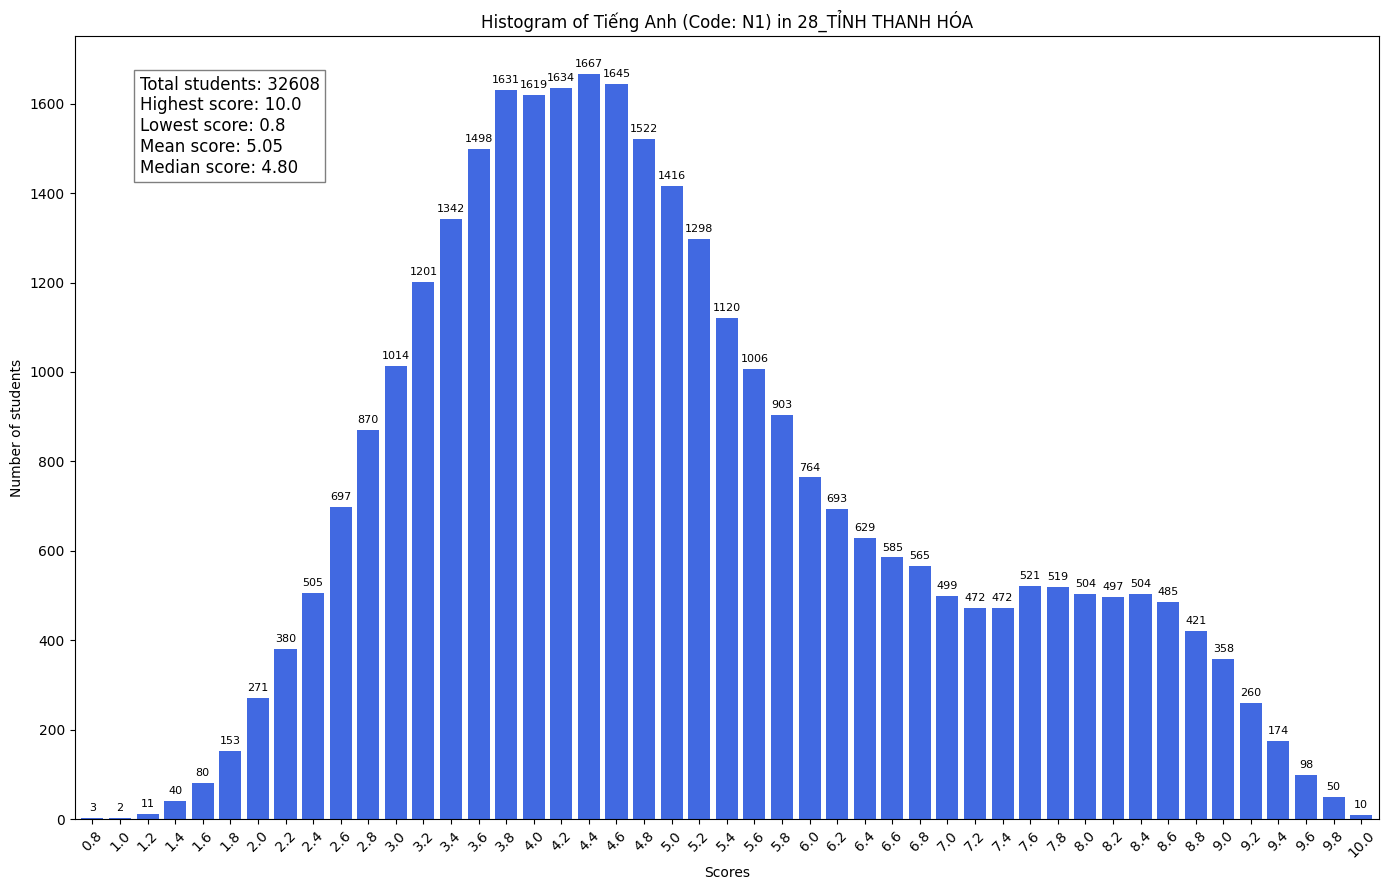 Histogram of Tiếng Anh (Code: N1) in 28_TỈNH THANH HÓA
Total students: 32608
Highest score: 10.0
Lowest score: 0.8
Mean score: 5.05
Median score: 4.80
Number of students
1600
1400
1200
1000
800
600
400
200
0
3 2 11 40 80 153 271 380 505 697 870 1014 1201 1342 1498 1631 1619 1634 1667 1645 1522 1416 1298 1120 1006 903 764 693 629 585 565 499 472 472 521 519 504 497 504 485 421 358 260 174 98 50 10
0.8 1.0 1.2 1.4 1.6 1.8 2.0 2.2 2.4 2.6 2.8 3.0 3.2 3.4 3.6 3.8 4.0 4.2 4.4 4.6 4.8 5.0 5.2 5.4 5.6 5.8 6.0 6.2 6.4 6.6 6.8 7.0 7.2 7.4 7.6 7.8 8.0 8.2 8.4 8.6 8.8 9.0 9.2 9.4 9.6 9.8 10.0
Scores